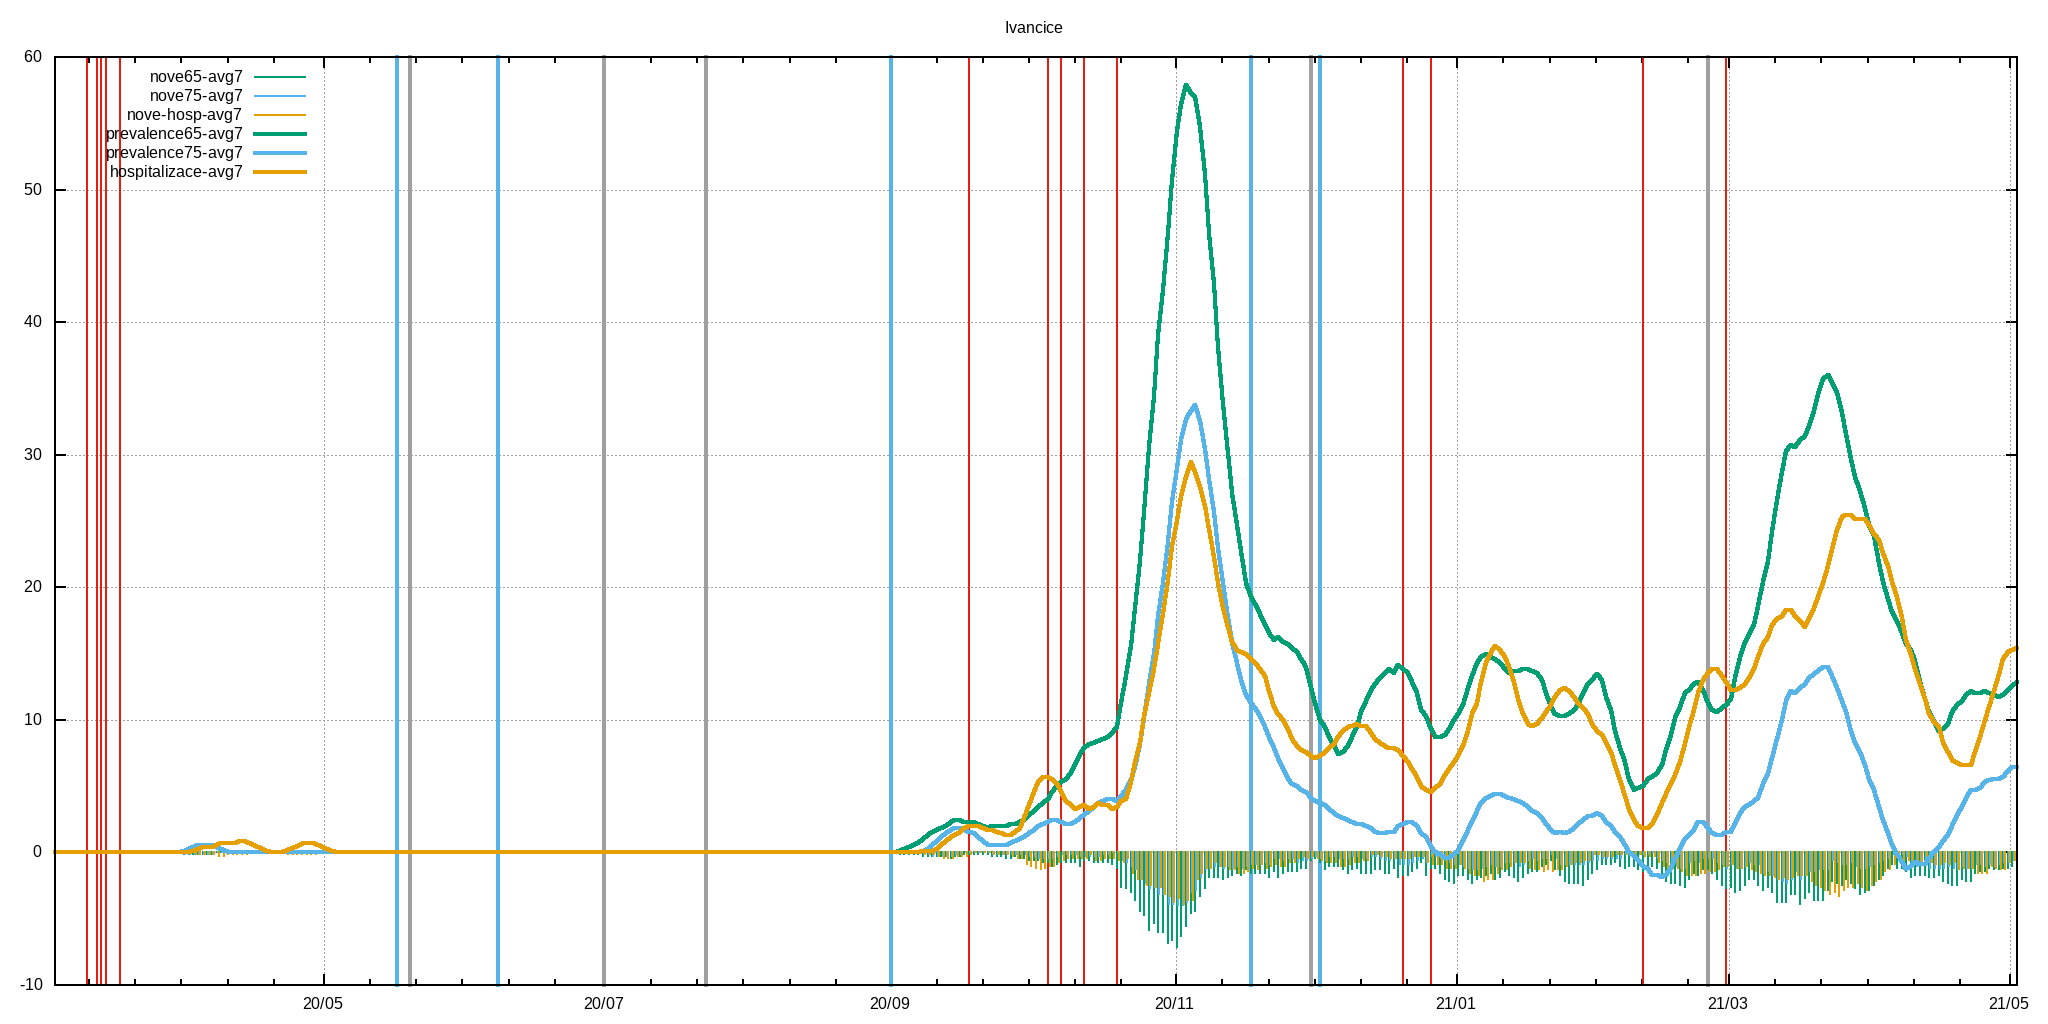 Ivancice
60
50
40
30
20
10
0
-10
nove65-avg7
nove75-avg7
nove-hosp-avg7
prevalence65-avg7
prevalence75-avg7
hospitalizace-avg7
20/05 20/07 20/09 20/11 21/01 21/03 21/05